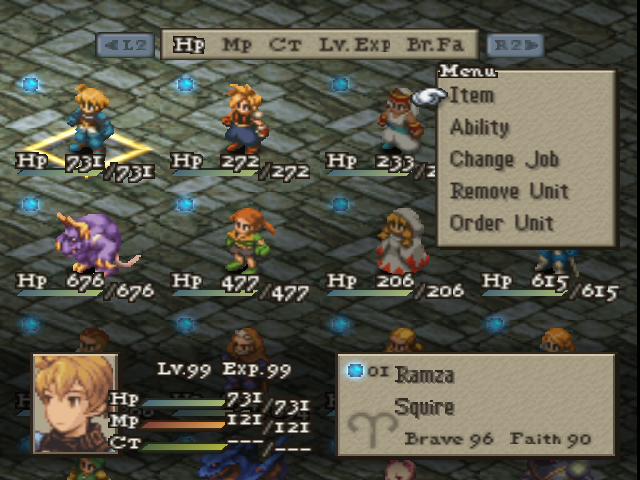 L2 Hp Mp CT Lv. Exp Br. Fa R2
Menu
Item
Ability
Change Job
Remove Unit
Order Unit
Hp 731/731 Hp 272/272 Hp 233/2
Hp 676/676 Hp 477/477 Hp 206/206 Hp 615/615
Lv.99 Exp.99
Hp 731/731
Mp 121/121
CT ---/---
01 Ramza
Squire
Brave 96 Faith 90